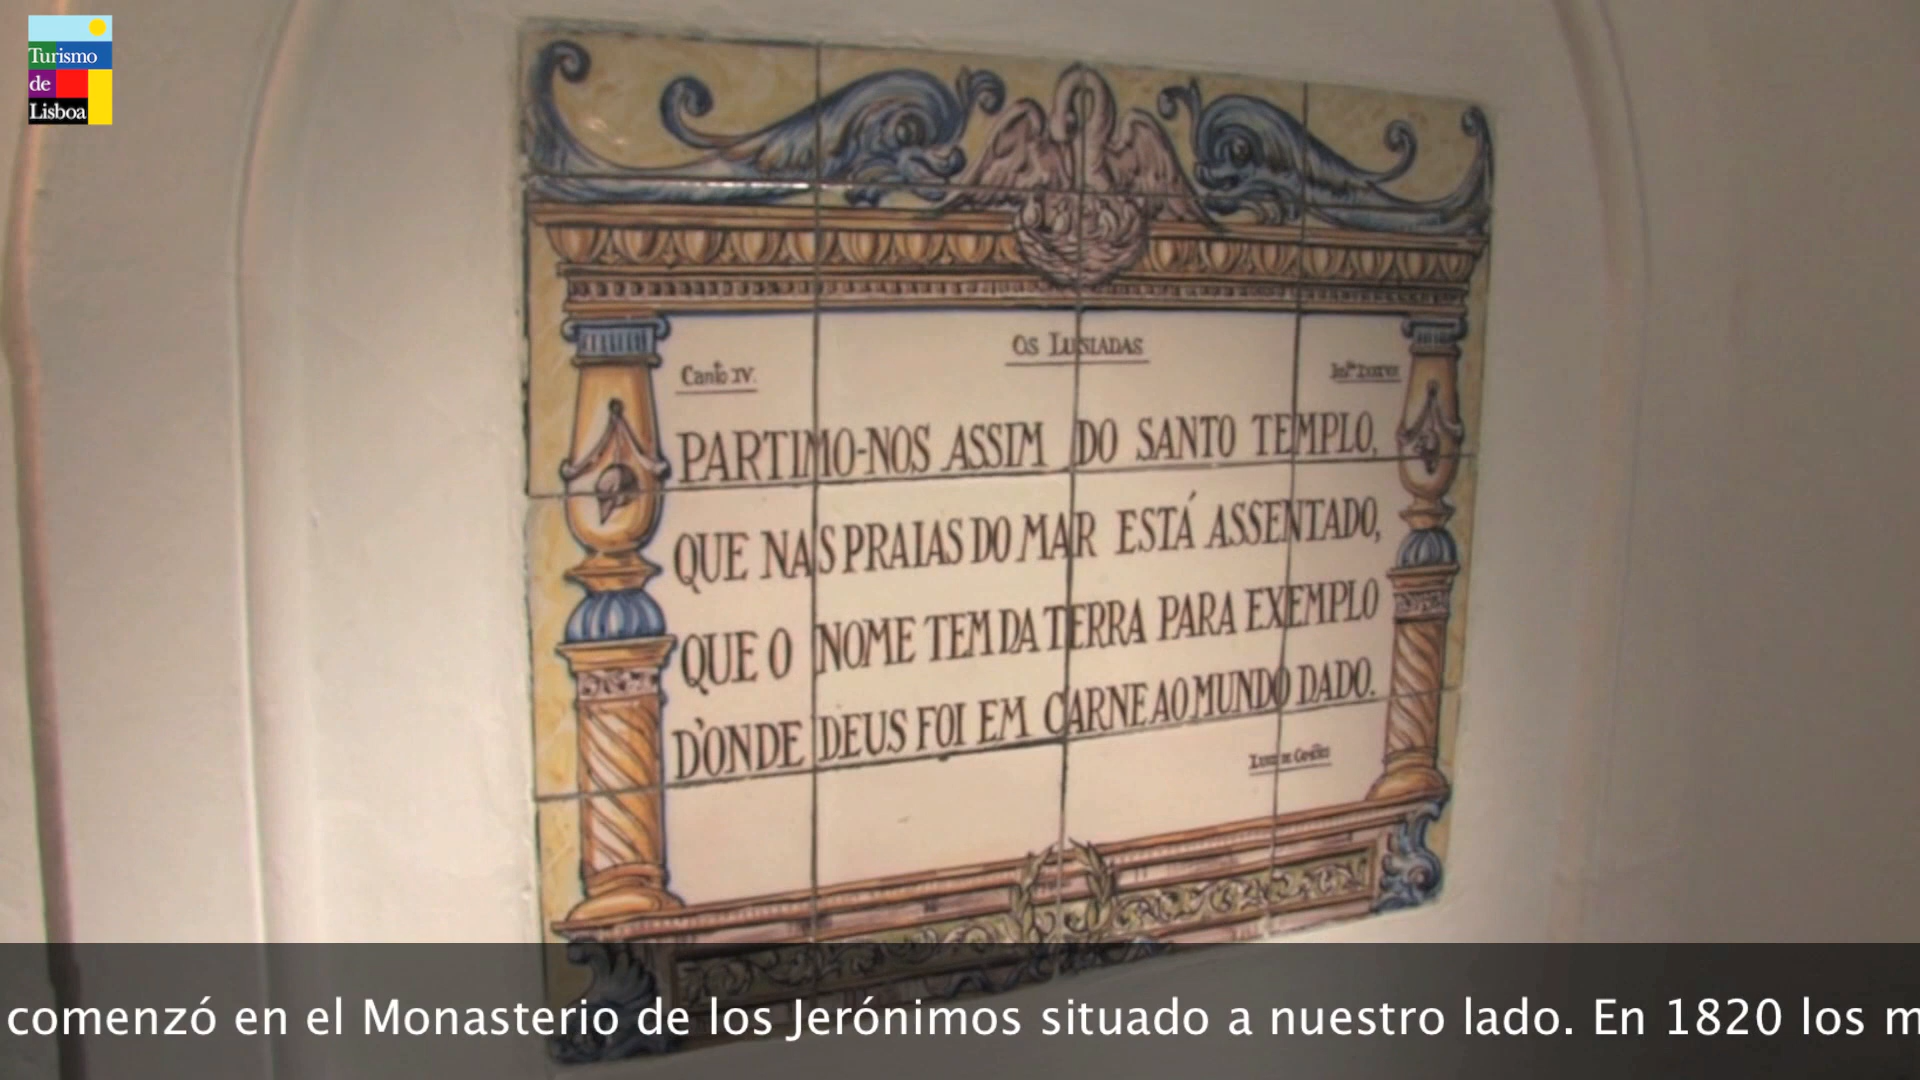 Turismo
de
Lisboa
OS LUSIADAS
Canto IV.
PARTIMO-NOS ASSIM DO SANTO TEMPLO,
QUE NAS PRAIAS DO MAR ESTÁ ASSENTADO,
QUE O NOME TEM DA TERRA PARA EXEMPLO
D'ONDE DEUS FOI EM CARNE AO MUNDO DADO.
comenzó en el Monasterio de los Jerónimos situado a nuestro lado. En 1820 los m